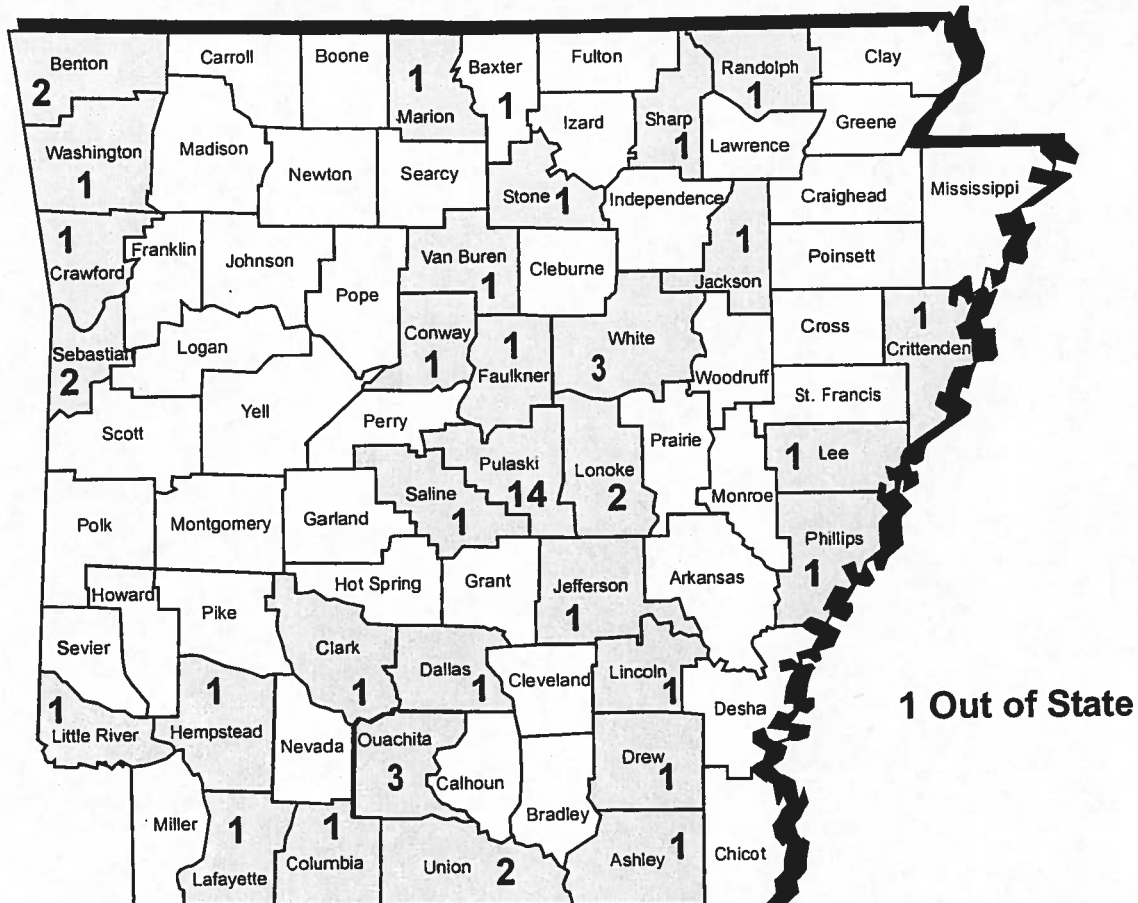 Benton
2
Carroll
Boone
1
Marion
Baxter
1
Fulton
Randolph
1
Clay
Washington
1
Madison
Newton
Searcy
Izard
Sharp
1
Lawrence
Greene
Stone 1
Independence
Craighead
Mississippi
1
Crawford
Franklin
Johnson
Pope
Van Buren
1
Cleburne
1
Jackson
Poinsett
Sebastian
2
Logan
Conway
1
1
Faulkner
White
3
Woodruff
Cross
1
Crittenden
Scott
Yell
Perry
Pulaski
14
Lonoke
2
Prairie
Monroe
St. Francis
1 Lee
Polk
Montgomery
Garland
Saline
1
Phillips
1
Howard
Pike
Hot Spring
Grant
Jefferson
1
Arkansas
Sevier
Clark
1
Dallas
1
Cleveland
Lincoln
1
Desha
1 Out of State
1
Little River
1
Hempstead
Nevada
Ouachita
3
Calhoun
Bradley
Drew
1
Miller
1
Lafayette
1
Columbia
Union 2
Ashley 1
Chicot